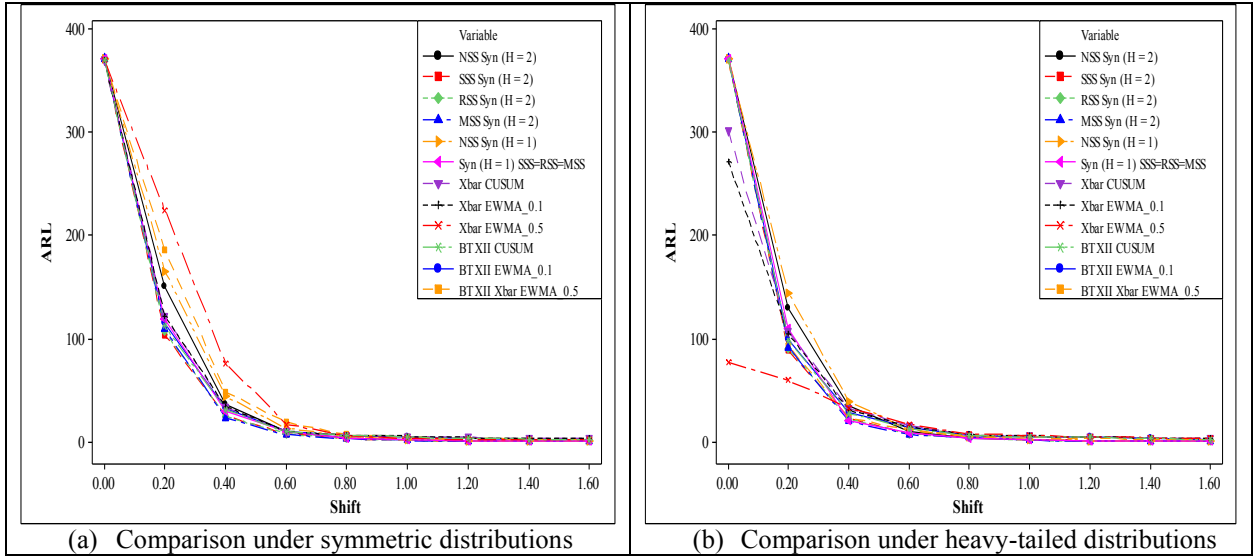 400
300
200
100
0
ARL
0.00 0.20 0.40 0.60 0.80 1.00 1.20 1.40 1.60
Shift
Variable
NSS Syn (H = 2)
SSS Syn (H = 2)
RSS Syn (H = 2)
MSS Syn (H = 2)
NSS Syn (H = 1)
Syn (H = 1) SSS=RSS=MSS
Xbar CUSUM
Xbar EWMA_0.1
Xbar EWMA_0.5
BTXII CUSUM
BTXII EWMA_0.1
BTXII Xbar EWMA_0.5
(a) Comparison under symmetric distributions
400
300
200
100
0
ARL
0.00 0.20 0.40 0.60 0.80 1.00 1.20 1.40 1.60
Shift
Variable
NSS Syn (H = 2)
SSS Syn (H = 2)
RSS Syn (H = 2)
MSS Syn (H = 2)
NSS Syn (H = 1)
Syn (H = 1) SSS=RSS=MSS
Xbar CUSUM
Xbar EWMA_0.1
Xbar EWMA_0.5
BTXII CUSUM
BTXII EWMA_0.1
BTXII Xbar EWMA_0.5
(b) Comparison under heavy-tailed distributions